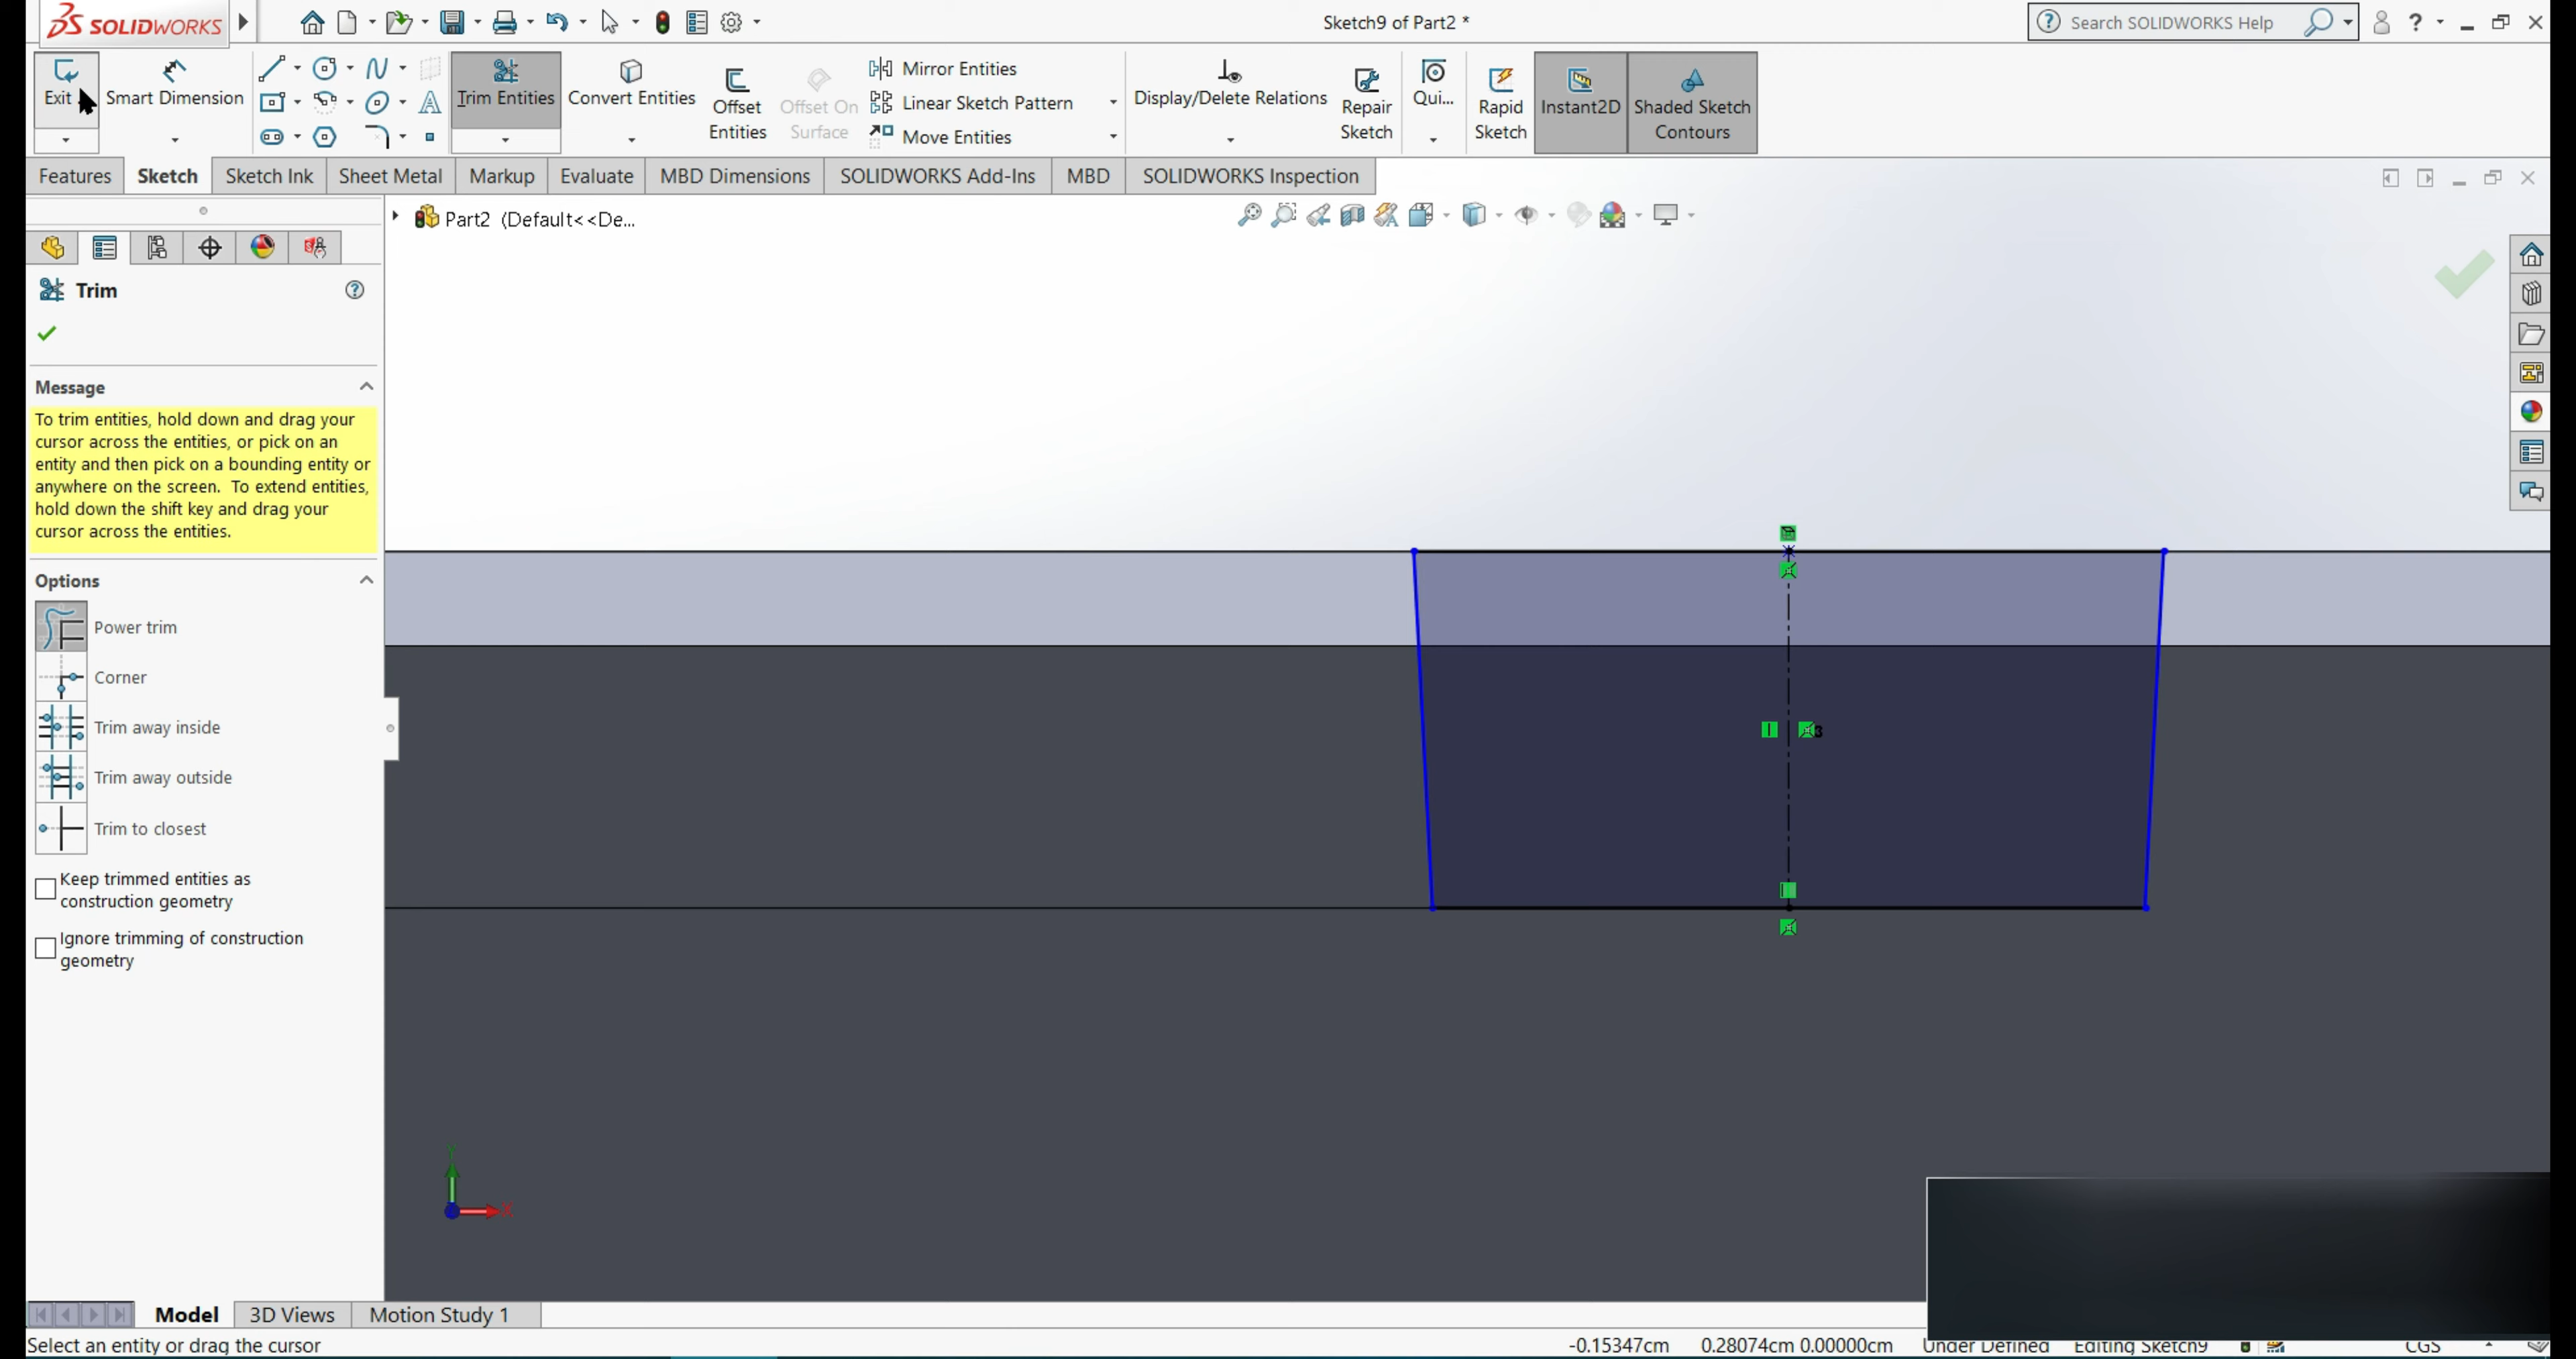 SOLIDWORKS
Sketch9 of Part2 *
Search SOLIDWORKS Help
Exit
Smart Dimension
Trim Entities
Convert Entities
Offset Entities
Offset On Surface
Mirror Entities
Linear Sketch Pattern
Move Entities
Display/Delete Relations
Repair Sketch
Qui...
Rapid Sketch
Instant2D
Shaded Sketch Contours
Features
Sketch
Sketch Ink
Sheet Metal
Markup
Evaluate
MBD Dimensions
SOLIDWORKS Add-Ins
MBD
SOLIDWORKS Inspection
Part2 (Default<<De...
Trim
Message
To trim entities, hold down and drag your
cursor across the entities, or pick on an
entity and then pick on a bounding entity or
anywhere on the screen. To extend entities,
hold down the shift key and drag your
cursor across the entities.
Options
Power trim
Corner
Trim away inside
Trim away outside
Trim to closest
Keep trimmed entities as
construction geometry
Ignore trimming of construction
geometry
3
Y
X
Model
3D Views
Motion Study 1
Select an entity or drag the cursor
-0.15347cm
0.28074cm 0.00000cm
Under Defined
Editing Sketch9
CGS